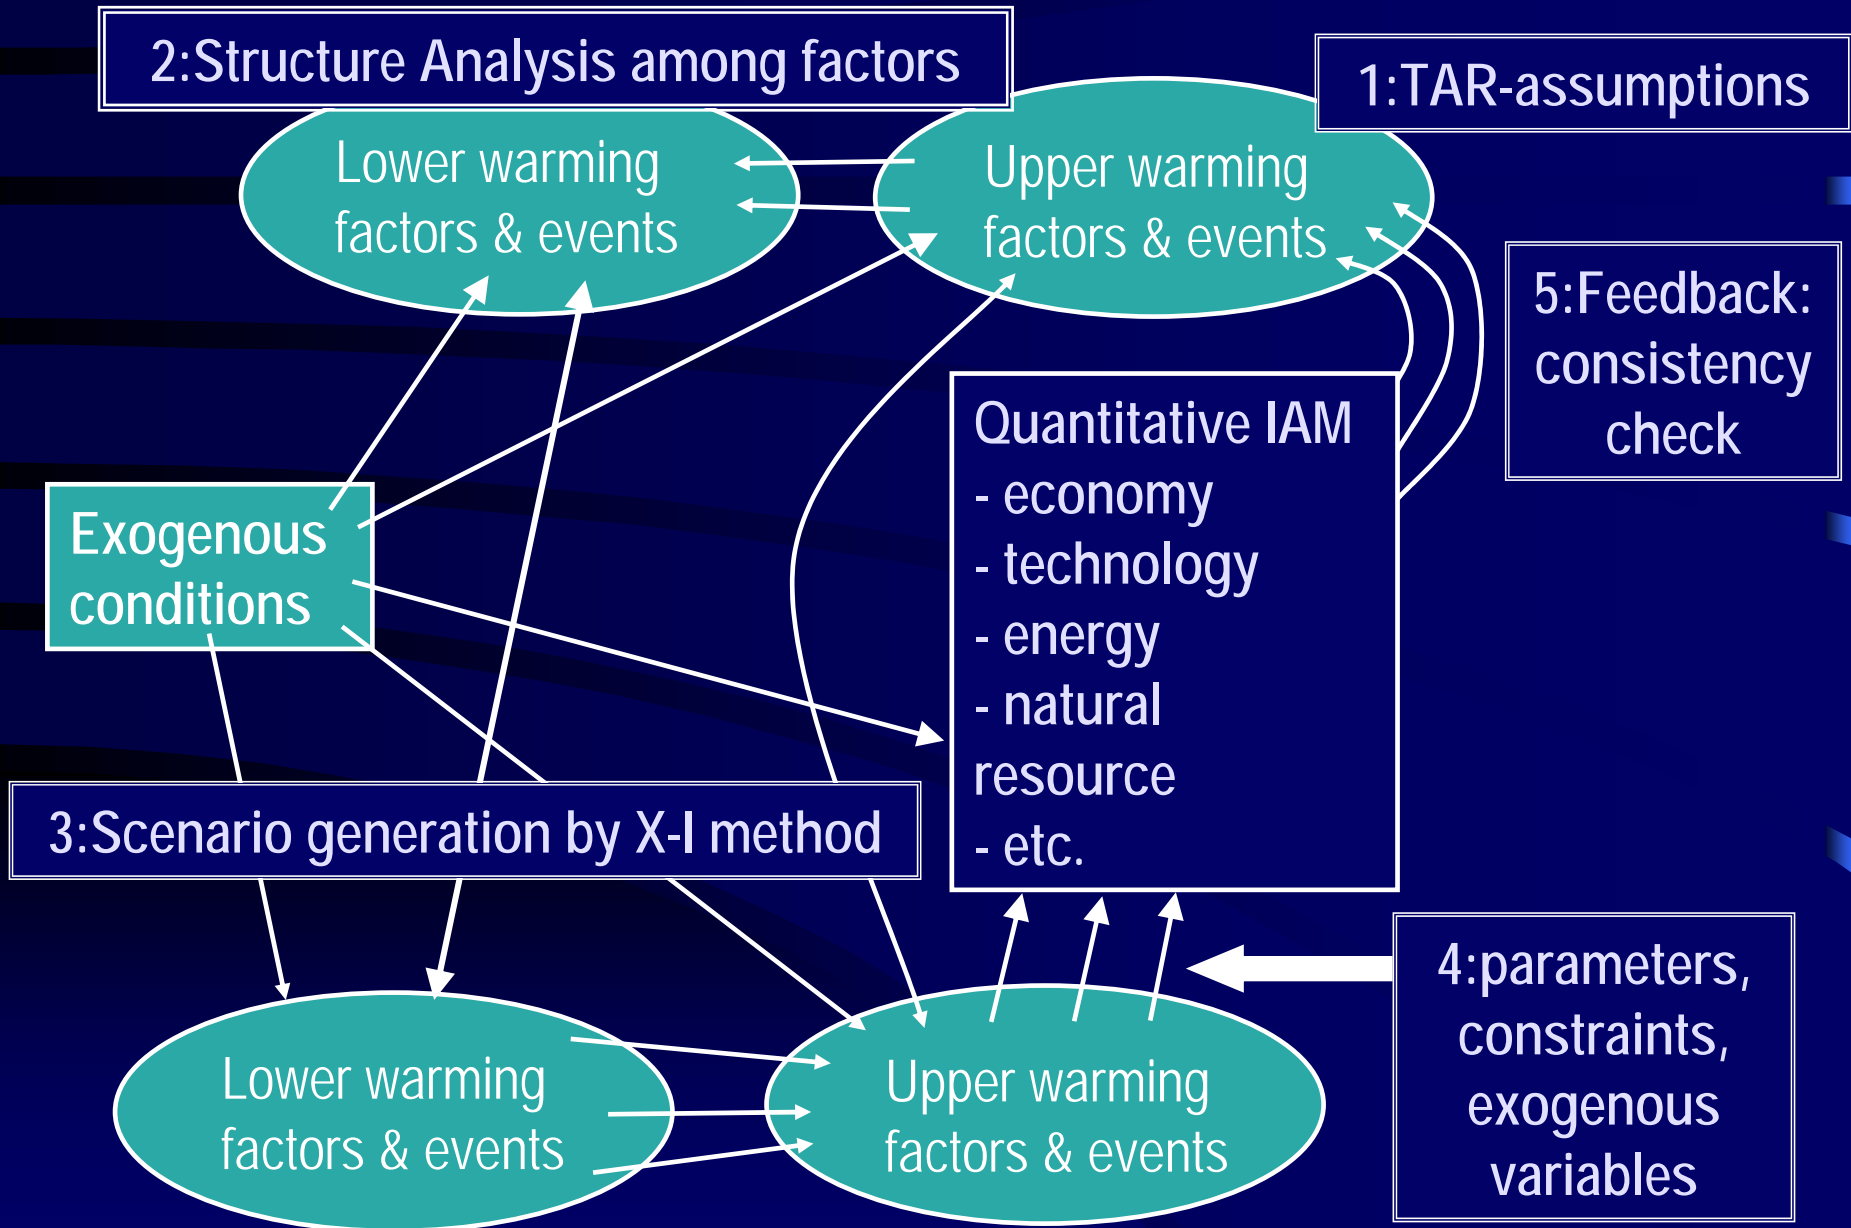 2:Structure Analysis among factors
1:TAR-assumptions
Lower warming
factors & events
Upper warming
factors & events
5:Feedback:
consistency
check
Quantitative IAM
- economy
- technology
- energy
- natural
resource
- etc.
Exogenous
conditions
3:Scenario generation by X-I method
4:parameters,
constraints,
exogenous
variables
Lower warming
factors & events
Upper warming
factors & events